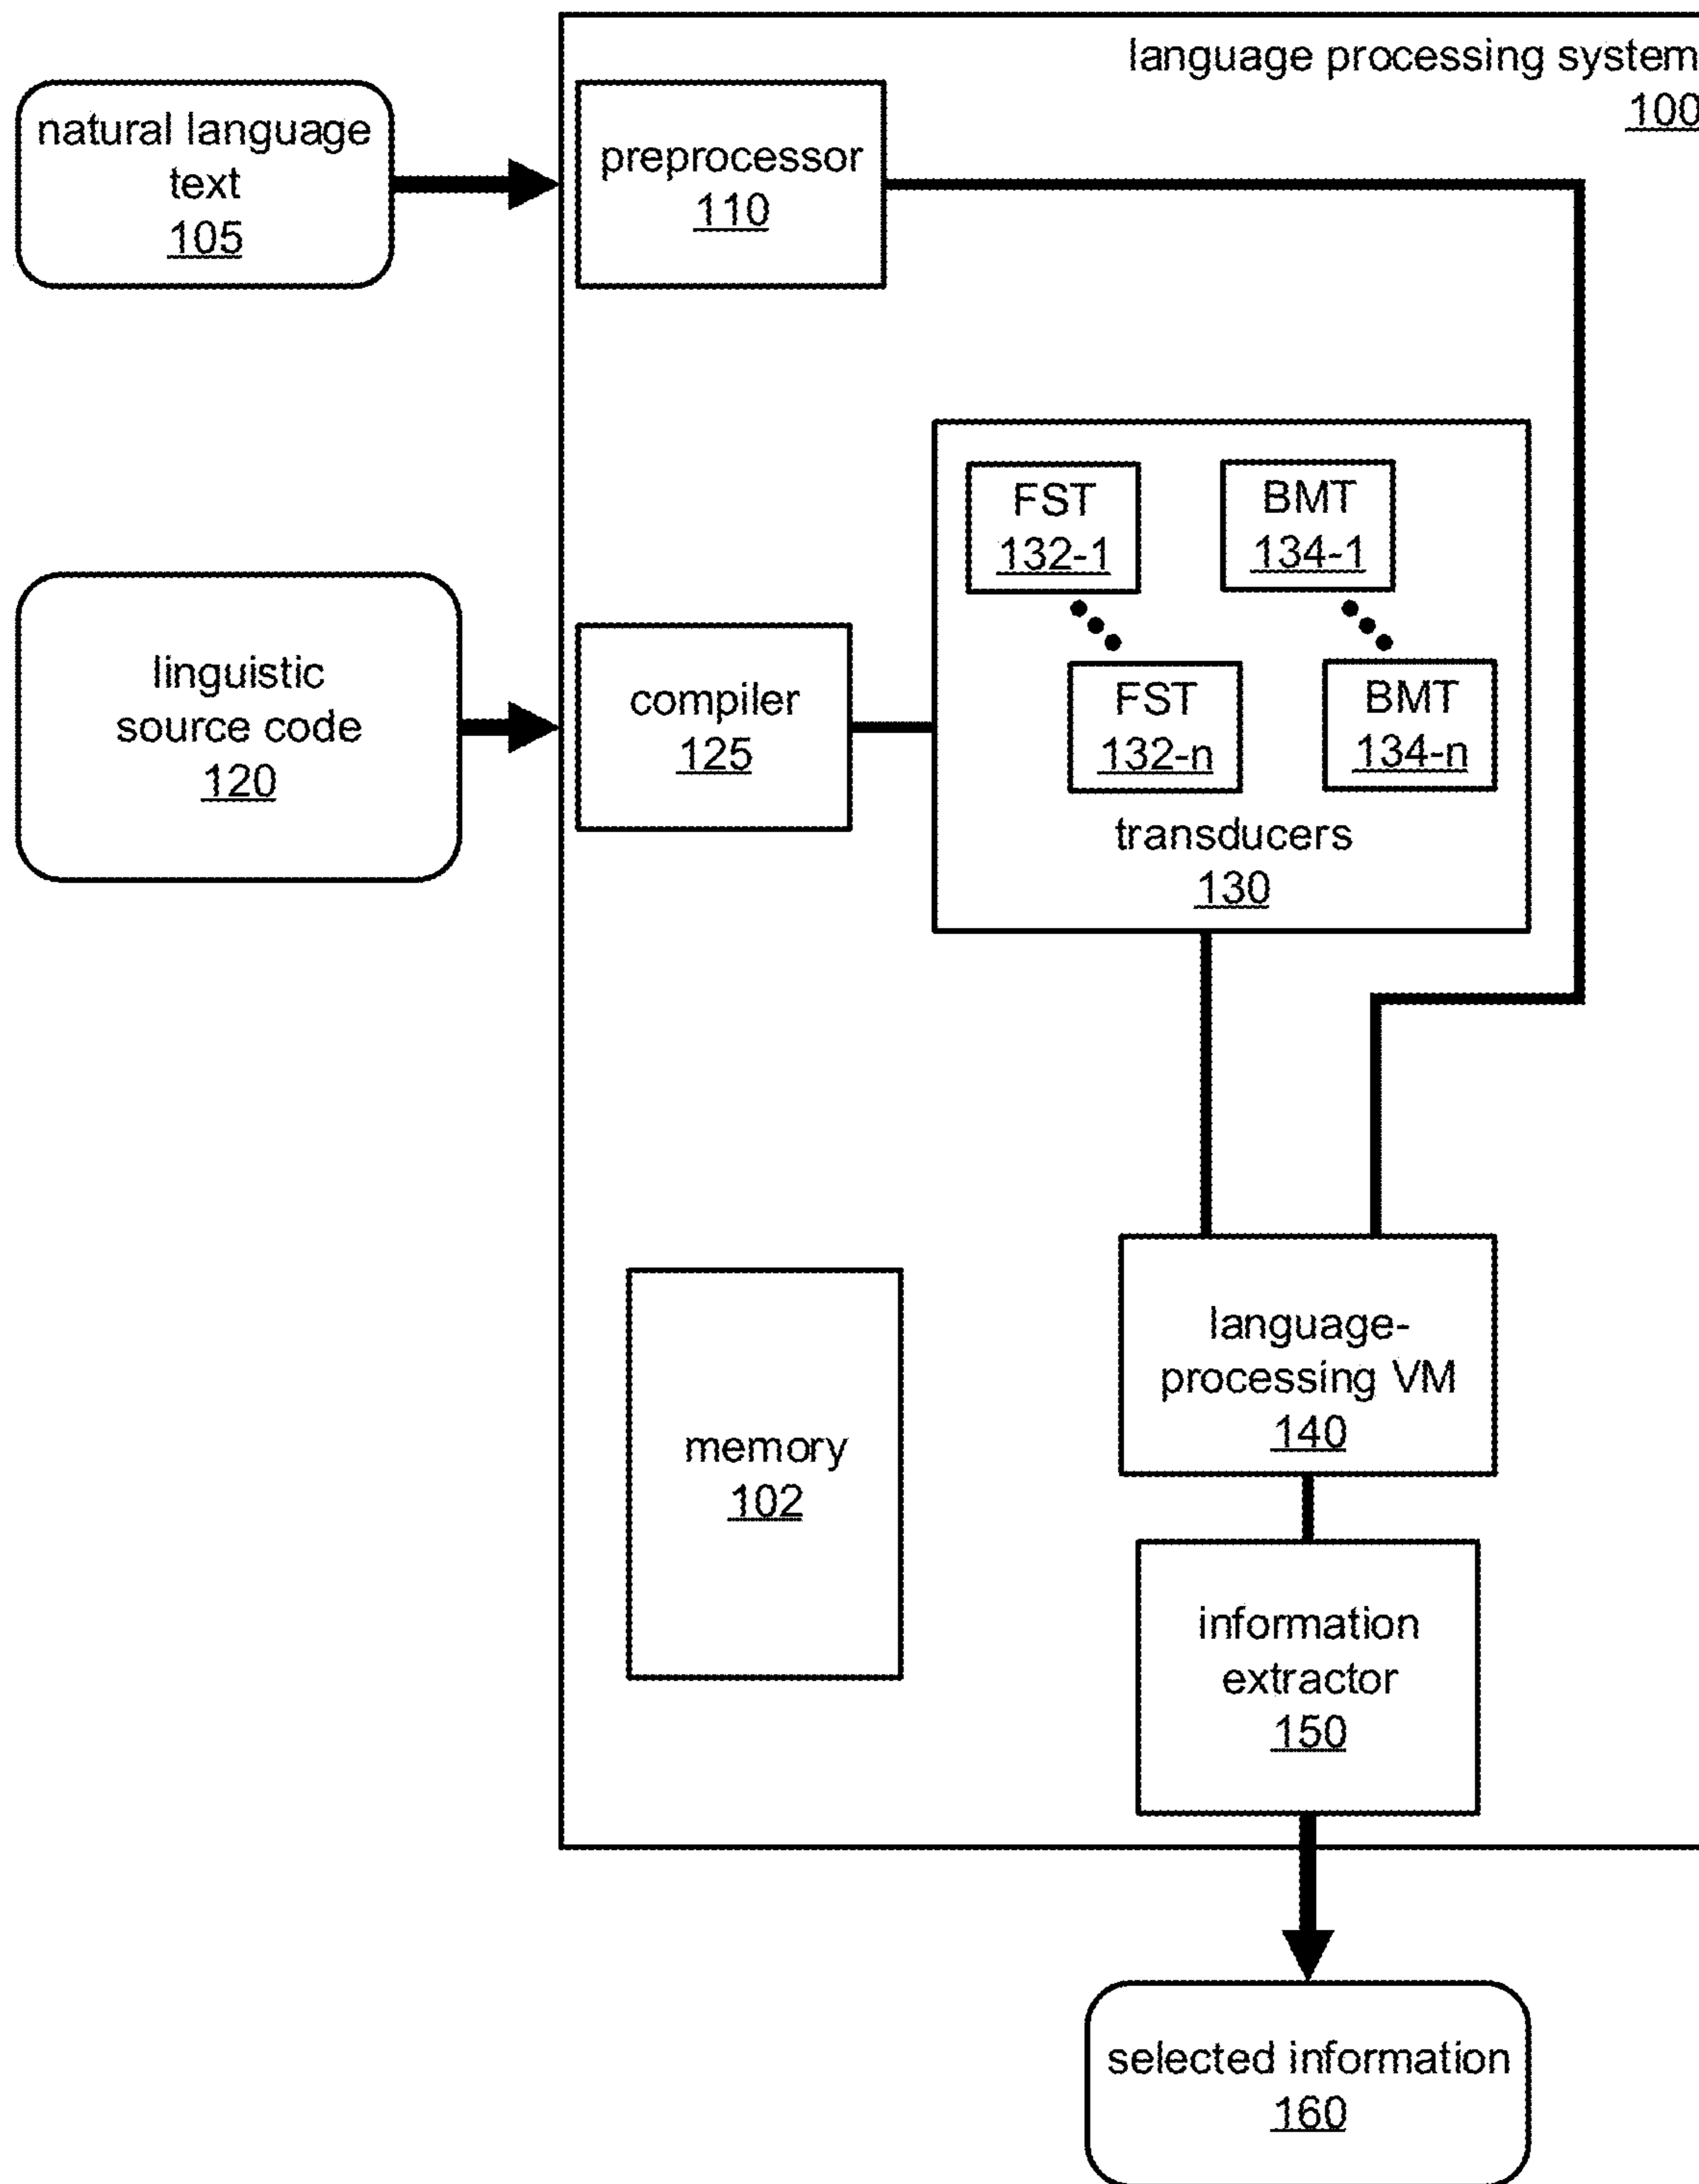 language processing system
100
natural language
text
105
preprocessor
110
FST
132-1
BMT
134-1
linguistic
source code
120
compiler
125
FST
132-n
BMT
134-n
transducers
130
language-
processing VM
140
memory
102
information
extractor
150
selected information
160